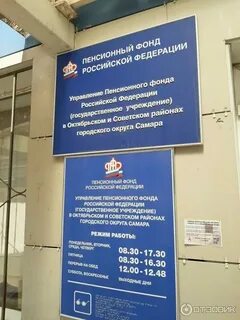 ПЕНСИОННЫЙ ФОНД
РОССИЙСКОЙ ФЕДЕРАЦИИ
Управление Пенсионного фонда
Российской Федерации
(государственное учреждение)
в Октябрьском и Советском районах
городского округа Самара
ПЕНСИОННЫЙ ФОНД
РОССИЙСКОЙ ФЕДЕРАЦИИ
УПРАВЛЕНИЕ ПЕНСИОННОГО ФОНДА
РОССИЙСКОЙ ФЕДЕРАЦИИ
(ГОСУДАРСТВЕННОЕ УЧРЕЖДЕНИЕ)
В ОКТЯБРЬСКОМ И СОВЕТСКОМ РАЙОНАХ
ГОРОДСКОГО ОКРУГА САМАРА
РЕЖИМ РАБОТЫ:
ПОНЕДЕЛЬНИК, ВТОРНИК,
СРЕДА, ЧЕТВЕРГ 08.30-17.30
ПЯТНИЦА 08.30-16.30
ПЕРЕРЫВ НА ОБЕД 12.00-12.48
СУББОТА, ВОСКРЕСЕНЬЕ ВЫХОДНЫЕ ДНИ
ОТЗОВИК